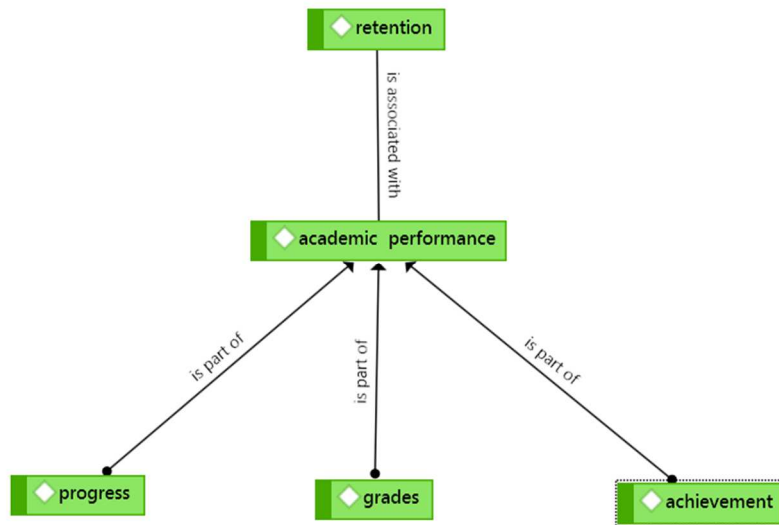 retention
is associated with
academic performance
is part of
is part of
is part of
progress
grades
achievement